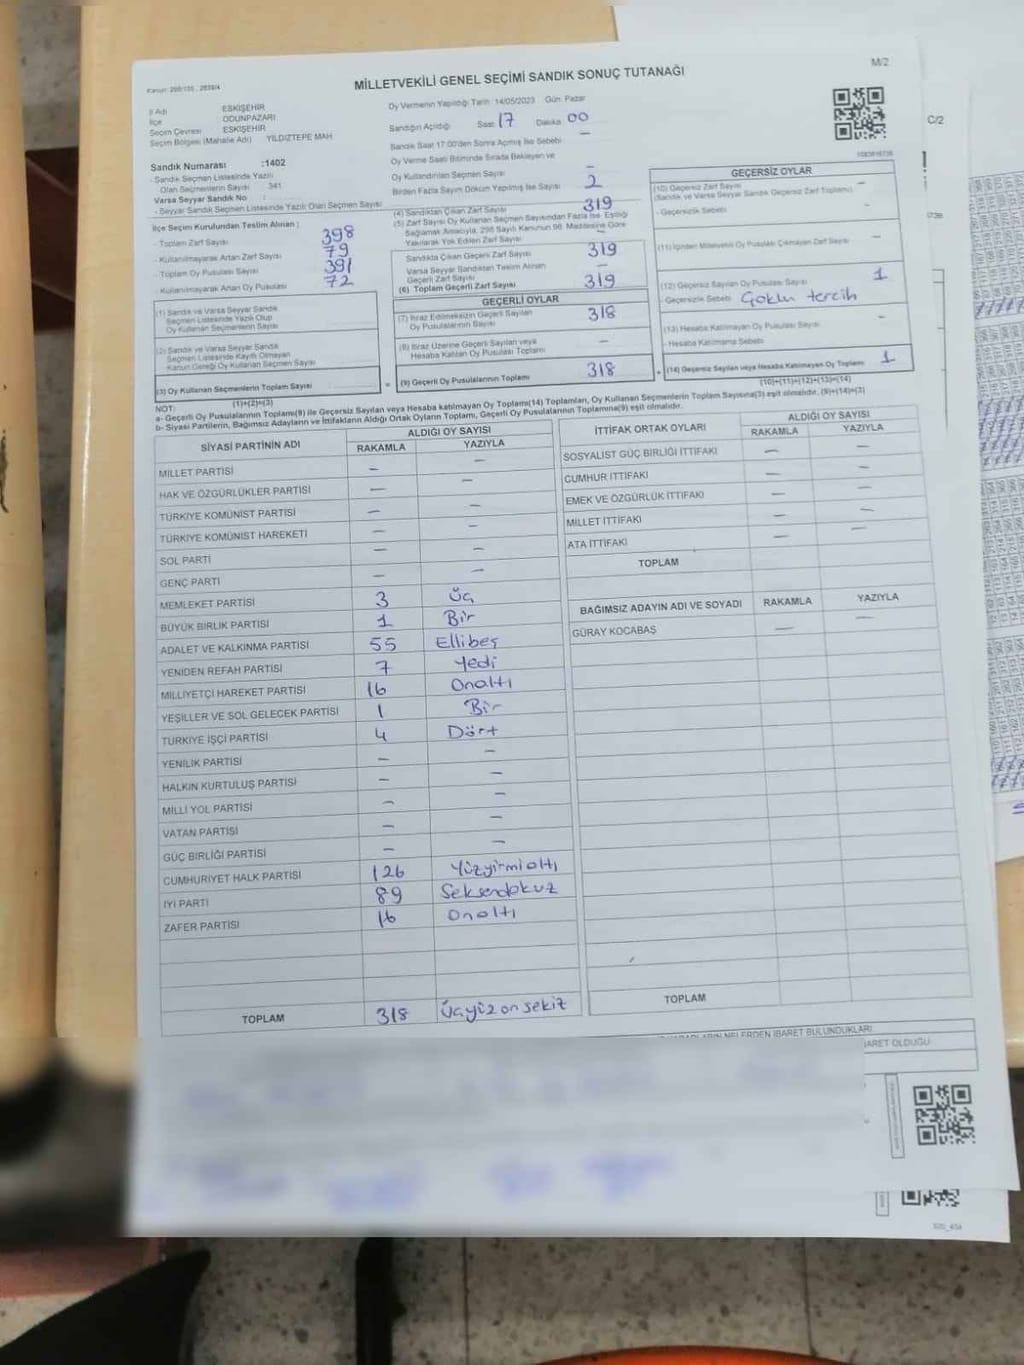 MİLLETVEKİLİ GENEL SEÇİMİ SANDIK SONUÇ TUTANAĞI
M/2
İl Adı ESKİŞEHİR
İlçe ODUNPAZARI
Seçim Çevresi ESKİŞEHİR
Seçim Bölgesi (Mahalle Adı) YILDIZTEPE MAH
Sandık Numarası :1402
- Sandık Seçmen Listesinde Yazılı
Olan Seçmenlerin Sayısı 341
Varsa Seyyar Sandık No :
- Seyyar Sandık Seçmen Listesinde Yazılı Olan Seçmen Sayısı
Oy Vermenin Yapıldığı Tarih 14/05/2023 Gün: Pazar
Sandığın Açıldığı Saat 17 Dakika 00
Sandık Saat 17:00'den Sonra Açılmış İse Sebebi —
Oy Verme Saati Bitiminde Sırada Bekleyen ve
Oy Kullandırılan Seçmen Sayısı —
Birden Fazla Sayım Döküm Yapılmış İse Sayısı 2
İlçe Seçim Kurulundan Teslim Alınan ;
- Toplam Zarf Sayısı 398
- Kullanılmayarak Artan Zarf Sayısı 79
- Toplam Oy Pusulası Sayısı 391
- Kullanılmayarak Artan Oy Pusulası 72
(1) Sandık ve Varsa Seyyar Sandık
Seçmen Listesinde Yazılı Olup
Oy Kullanan Seçmenlerin Sayısı
(2) Sandık ve Varsa Seyyar Sandık
Seçmen Listesinde Kayıtlı Olmayan
Kanun Gereği Oy Kullanan Seçmen Sayısı
(3) Oy Kullanan Seçmenlerin Toplam Sayısı
(1)+(2)=(3)
(4) Sandıktan Çıkan Zarf Sayısı 319
(5) Zarf Sayısı Oy Kullanan Seçmen Sayısından Fazla İse, Eşitliği
Sağlamak Amacıyla, 298 Sayılı Kanunun 98. Maddesine Göre
Yakılarak Yok Edilen Zarf Sayısı —
Sandıkta Çıkan Geçerli Zarf Sayısı 319
Varsa Seyyar Sandıktan Teslim Alınan
Geçerli Zarf Sayısı —
(6) Toplam Geçerli Zarf Sayısı 319
GEÇERLİ OYLAR
(7) İtiraz Edilmeksizin Geçerli Sayılan
Oy Pusulalarının Sayısı 318
(8) İtiraz Üzerine Geçerli Sayılan veya
Hesaba Katılan Oy Pusulası Toplamı —
(9) Geçerli Oy Pusulalarının Toplamı 318
GEÇERSİZ OYLAR
(10) Geçersiz Zarf Sayısı —
(Sandık ve Varsa Seyyar Sandık Geçersiz Zarf Toplamı)
- Geçersizlik Sebebi —
(11) İçinden Milletvekili Oy Pusulası Çıkmayan Zarf Sayısı —
(12) Geçersiz Sayılan Oy Pusulası Sayısı 1
- Geçersizlik Sebebi Çoklu tercih
(13) Hesaba Katılmayan Oy Pusulası Sayısı —
- Hesaba Katılmama Sebebi
(14) Geçersiz Sayılan veya Hesaba Katılmayan Oy Toplamı 1
(10)+(11)+(12)+(13)=(14)
NOT:
a- Geçerli Oy Pusulalarının Toplamı(9) ile Geçersiz Sayılan veya Hesaba katılmayan Oy Toplamı(14) Toplamları, Oy Kullanan Seçmenlerin Toplam Sayısına(3) eşit olmalıdır. (9)+(14)=(3)
b- Siyasi Partilerin, Bağımsız Adayların ve İttifakların Aldığı Ortak Oyların Toplamı, Geçerli Oy Pusulalarının Toplamına(9) eşit olmalıdır.
SİYASİ PARTİNİN ADI ALDIĞI OY SAYISI
RAKAMLA YAZIYLA
MİLLET PARTİSİ — —
HAK VE ÖZGÜRLÜKLER PARTİSİ — —
TÜRKİYE KOMÜNİST PARTİSİ — —
TÜRKİYE KOMÜNİST HAREKETİ — —
SOL PARTİ — —
GENÇ PARTİ — —
MEMLEKET PARTİSİ 3 Üç
BÜYÜK BİRLİK PARTİSİ 1 Bir
ADALET VE KALKINMA PARTİSİ 55 Ellibeş
YENİDEN REFAH PARTİSİ 7 Yedi
MİLLİYETÇİ HAREKET PARTİSİ 16 Onaltı
YEŞİLLER VE SOL GELECEK PARTİSİ 1 Bir
TÜRKİYE İŞÇİ PARTİSİ 4 Dört
YENİLİK PARTİSİ — —
HALKIN KURTULUŞ PARTİSİ — —
MİLLİ YOL PARTİSİ — —
VATAN PARTİSİ — —
GÜÇ BİRLİĞİ PARTİSİ — —
CUMHURİYET HALK PARTİSİ 126 Yüzyirmialtı
İYİ PARTİ 89 Seksendokuz
ZAFER PARTİSİ 16 Onaltı
TOPLAM 318 Üçyüzonsekiz
İTTİFAK ORTAK OYLARI ALDIĞI OY SAYISI
RAKAMLA YAZIYLA
SOSYALİST GÜÇ BİRLİĞİ İTTİFAKI — —
CUMHUR İTTİFAKI — —
EMEK VE ÖZGÜRLÜK İTTİFAKI — —
MİLLET İTTİFAKI — —
ATA İTTİFAKI — —
TOPLAM
BAĞIMSIZ ADAYIN ADI VE SOYADI RAKAMLA YAZIYLA
GÜRAY KOCABAŞ — —
TOPLAM
NELERDEN İBARET BULUNDUKLARI
OLDUĞU
C/2